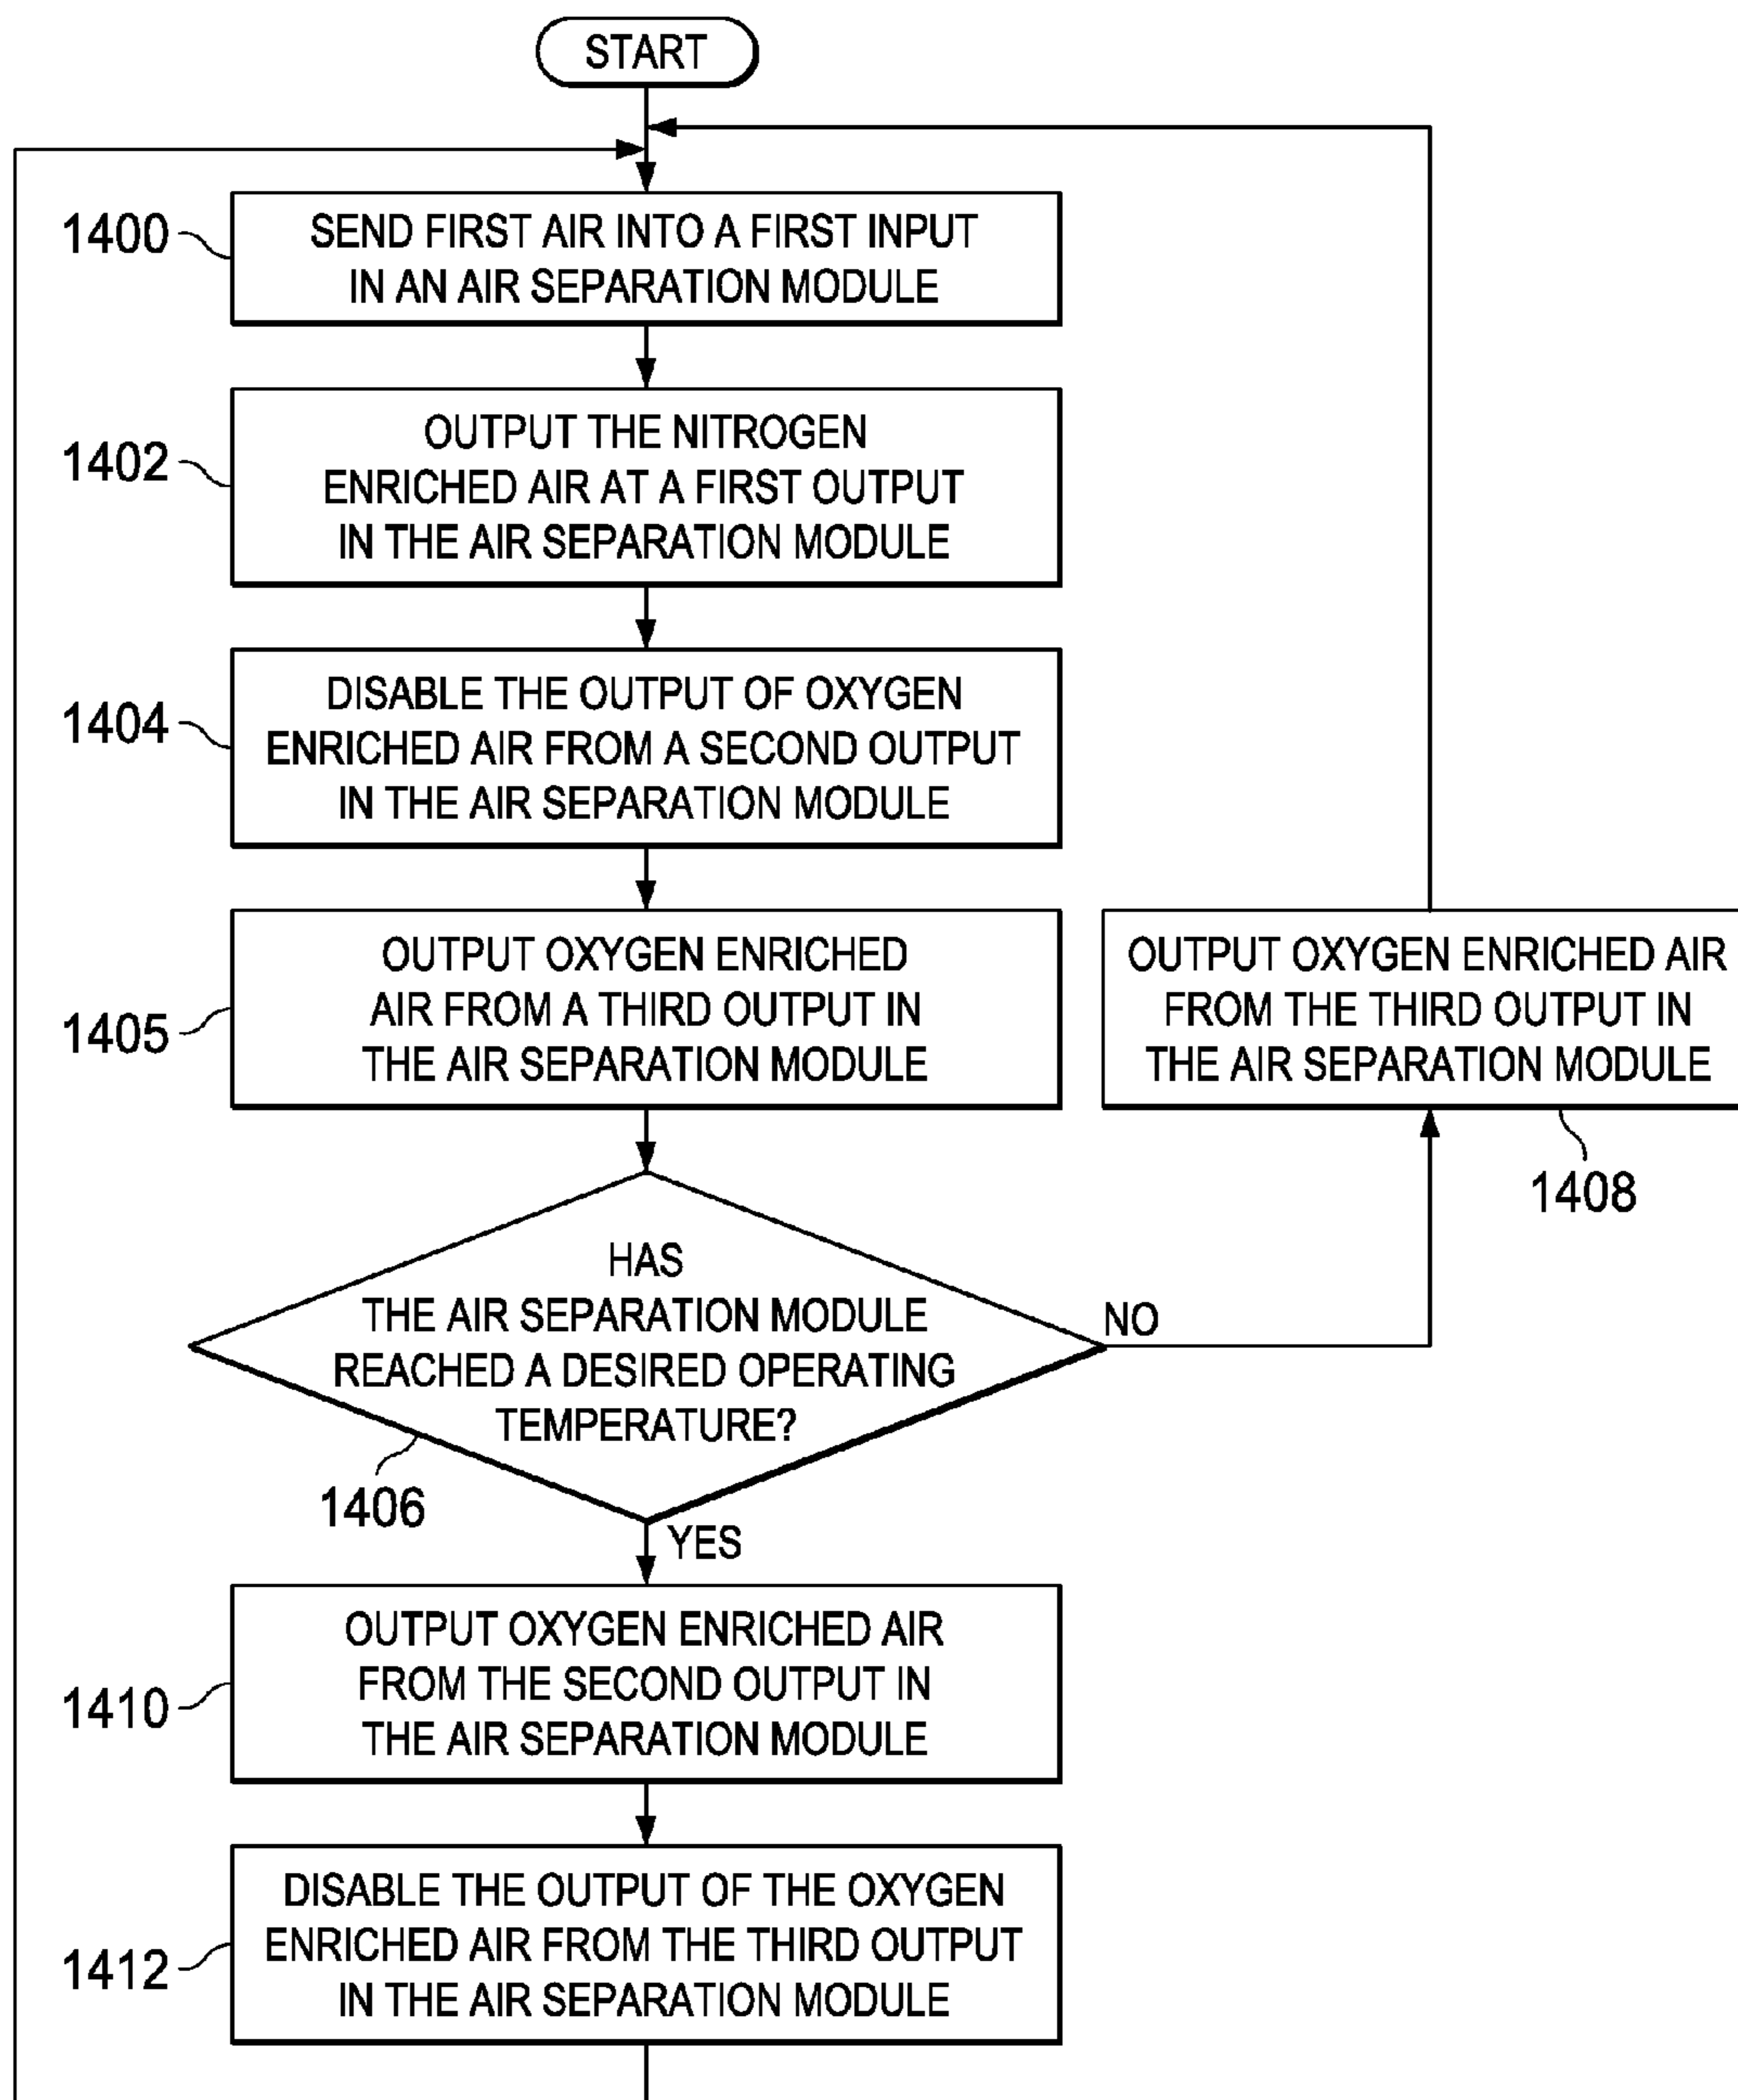 START
1400
SEND FIRST AIR INTO A FIRST INPUT
IN AN AIR SEPARATION MODULE
1402
OUTPUT THE NITROGEN
ENRICHED AIR AT A FIRST OUTPUT
IN THE AIR SEPARATION MODULE
1404
DISABLE THE OUTPUT OF OXYGEN
ENRICHED AIR FROM A SECOND OUTPUT
IN THE AIR SEPARATION MODULE
1405
OUTPUT OXYGEN ENRICHED
AIR FROM A THIRD OUTPUT IN
THE AIR SEPARATION MODULE
OUTPUT OXYGEN ENRICHED AIR
FROM THE THIRD OUTPUT IN
THE AIR SEPARATION MODULE
1408
HAS
THE AIR SEPARATION MODULE
REACHED A DESIRED OPERATING
TEMPERATURE?
NO
1406
YES
1410
OUTPUT OXYGEN ENRICHED AIR
FROM THE SECOND OUTPUT IN
THE AIR SEPARATION MODULE
1412
DISABLE THE OUTPUT OF THE OXYGEN
ENRICHED AIR FROM THE THIRD OUTPUT
IN THE AIR SEPARATION MODULE